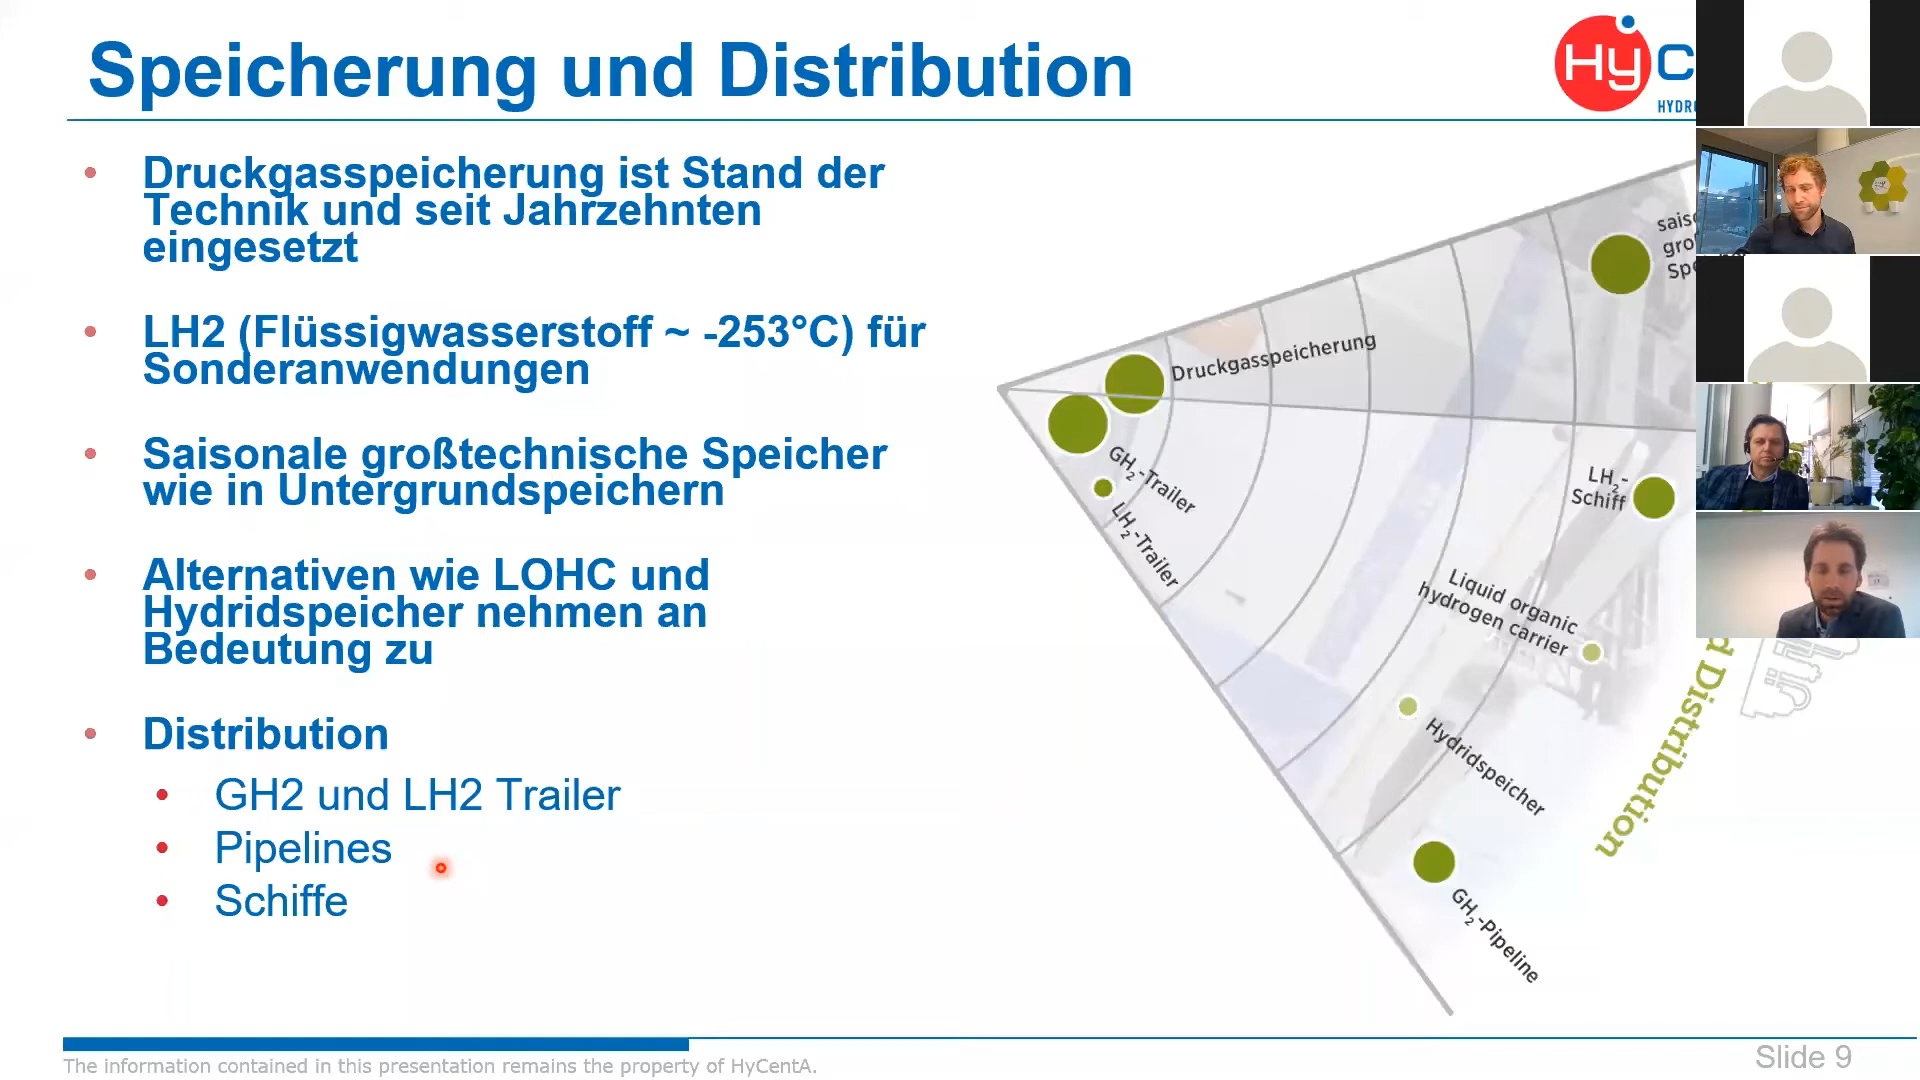 Speicherung und Distribution
Hy C
HYDR
• Druckgasspeicherung ist Stand der
Technik und seit Jahrzehnten
eingesetzt
• LH2 (Flüssigwasserstoff ~ -253°C) für
Sonderanwendungen
• Saisonale großtechnische Speicher
wie in Untergrundspeichern
• Alternativen wie LOHC und
Hydridspeicher nehmen an
Bedeutung zu
• Distribution
• GH2 und LH2 Trailer
• Pipelines
• Schiffe
Druckgasspeicherung
GH₂-Trailer
LH₂-Trailer
LH₂-
Schiff
Liquid organic
hydrogen carrier
Hydridspeicher
GH₂-Pipeline
Distribution
The information contained in this presentation remains the property of HyCentA.
Slide 9